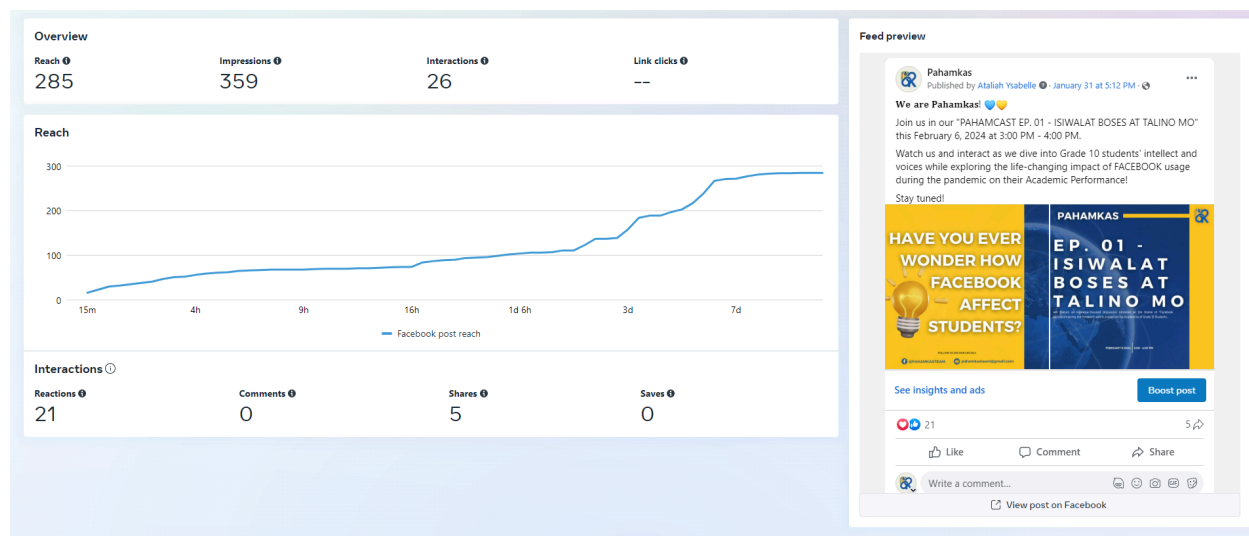 Overview
Reach
285
Impressions
359
Interactions
26
Link clicks
--
Reach
300
200
100
0
15m 4h 9h 16h 1d 6h 3d 7d
Facebook post reach
Interactions
Reactions
21
Comments
0
Shares
5
Saves
0
Feed preview
Pahamkas
Published by Ataliah Ysabelle · January 31 at 5:12 PM ·
We are Pahamkas!
Join us in our "PAHAMCAST EP. 01 - ISIWALAT BOSES AT TALINO MO"
this February 6, 2024 at 3:00 PM - 4:00 PM.
Watch us and interact as we dive into Grade 10 students' intellect and
voices while exploring the life-changing impact of FACEBOOK usage
during the pandemic on their Academic Performance!
Stay tuned!
HAVE YOU EVER
WONDER HOW
FACEBOOK
AFFECT
STUDENTS?
PAHAMKAS
EP. 01 -
ISIWALAT
BOSES AT
TALINO MO
See insights and ads
Boost post
21
5
Like
Comment
Share
Write a comment...
GIF
View post on Facebook